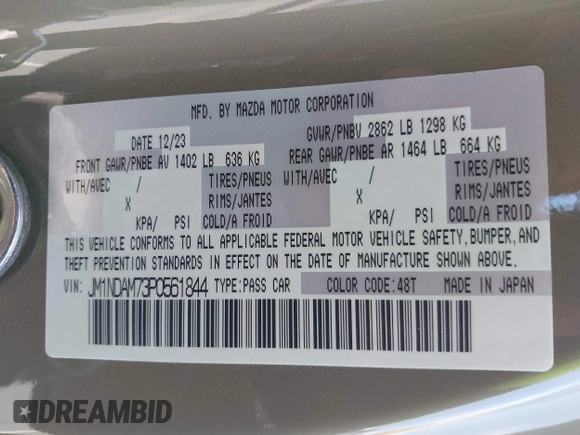 MFD. BY MAZDA MOTOR CORPORATION
DATE 12/23 GVWR/PNBV 2862 LB 1298 KG
FRONT GAWR/PNBE AV 1402 LB 636 KG REAR GAWR/PNBE AR 1464 LB 664 KG
WITH/AVEC / TIRES/PNEUS WITH/AVEC / TIRES/PNEUS
X RIMS/JANTES X RIMS/JANTES
KPA/ PSI COLD/A FROID KPA/ PSI COLD/A FROID
THIS VEHICLE CONFORMS TO ALL APPLICABLE FEDERAL MOTOR VEHICLE SAFETY, BUMPER, AND
THEFT PREVENTION STANDARDS IN EFFECT ON THE DATE OF MANUFACTURE SHOWN ABOVE.
VIN: JM1NDAM73P0561844 TYPE:PASS CAR COLOR CODE:48T MADE IN JAPAN
DREAMBID